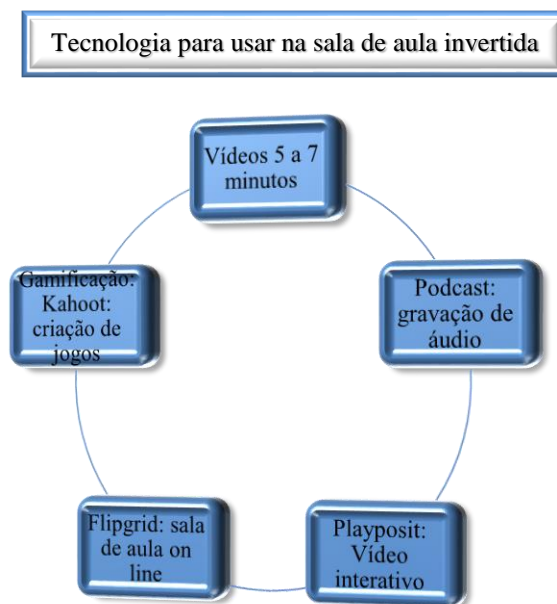 Tecnologia para usar na sala de aula invertida
Vídeos 5 a 7
minutos
Podcast:
gravação de
áudio
Playposit:
Vídeo
interativo
Flipgrid: sala
de aula on
line
Gamificação:
Kahoot:
criação de
jogos